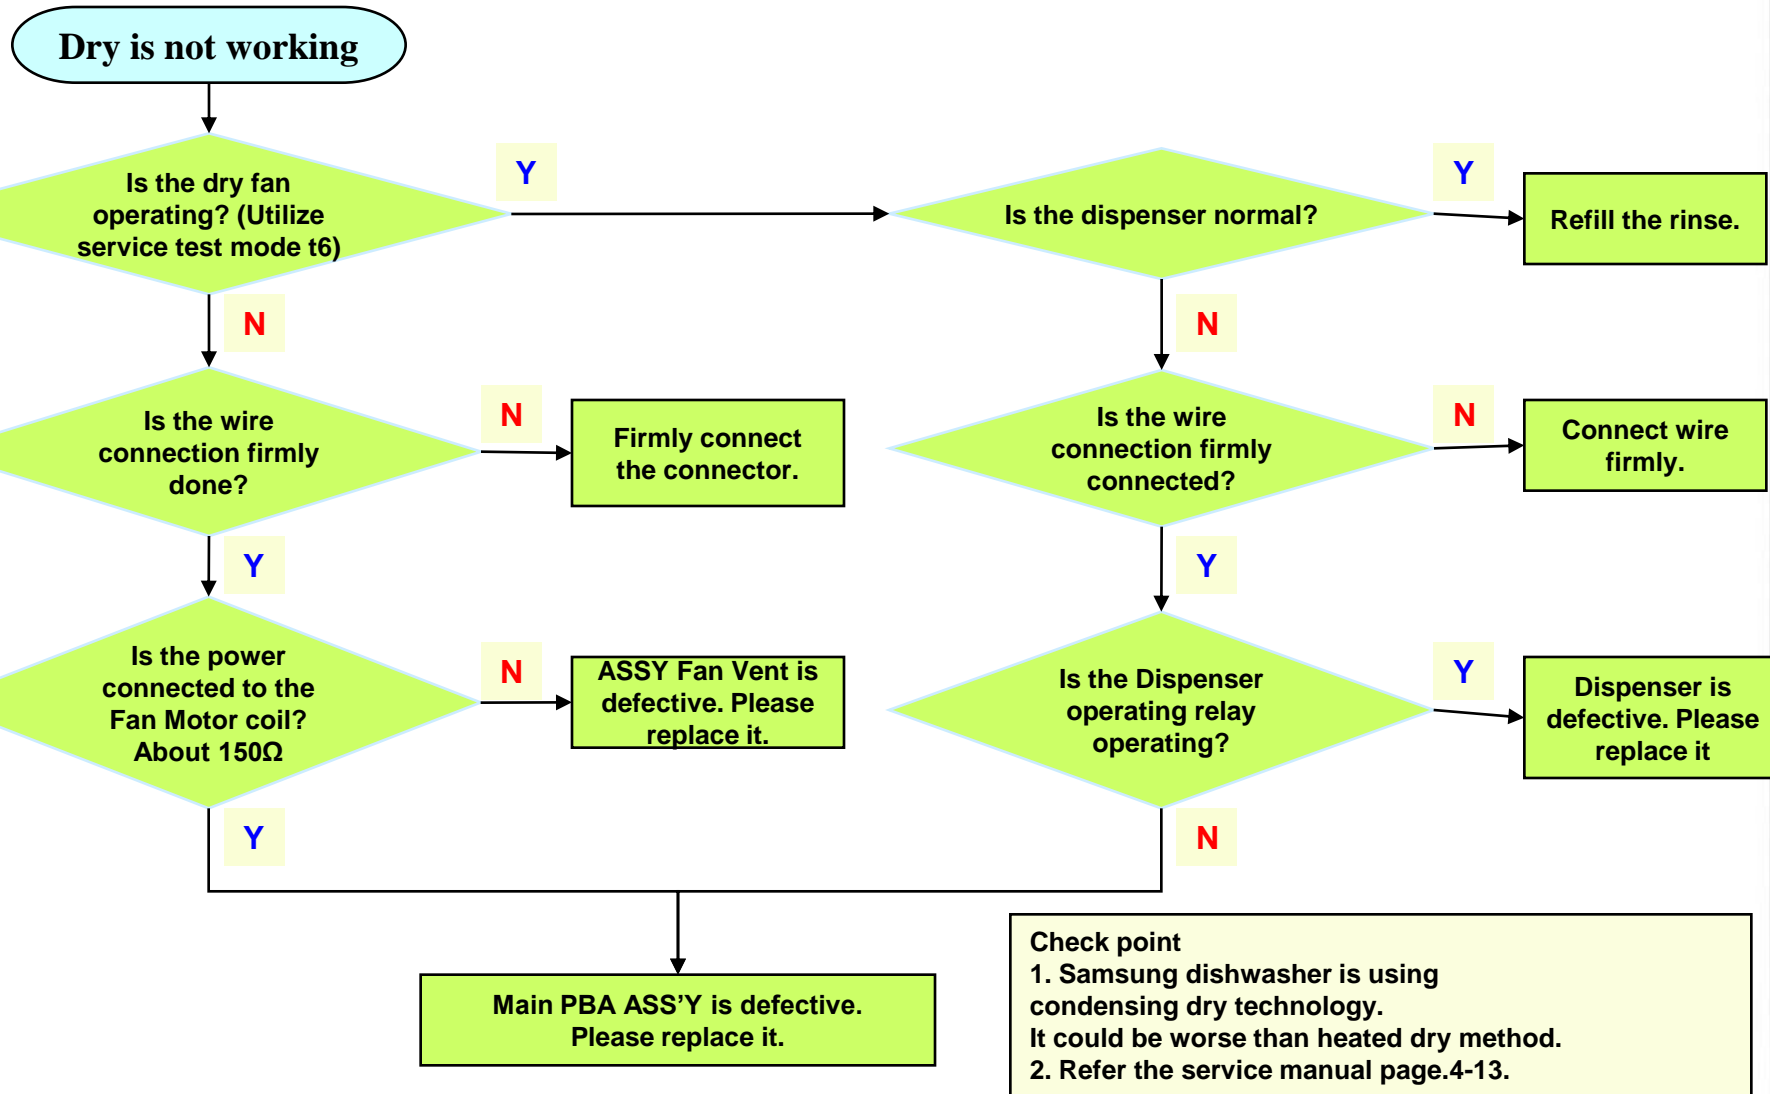 Dry is not working
Is the dry fan
operating? (Utilize
service test mode t6)
Y
Is the dispenser normal?
Y
Refill the rinse.
N
N
Is the wire
connection firmly
done?
N
Firmly connect
the connector.
Is the wire
connection firmly
connected?
N
Connect wire
firmly.
Y
Y
Is the power
connected to the
Fan Motor coil?
About 150Ω
N
ASSY Fan Vent is
defective. Please
replace it.
Is the Dispenser
operating relay
operating?
Y
Dispenser is
defective. Please
replace it
Y
N
Main PBA ASS’Y is defective.
Please replace it.
Check point
1. Samsung dishwasher is using
condensing dry technology.
It could be worse than heated dry method.
2. Refer the service manual page.4-13.